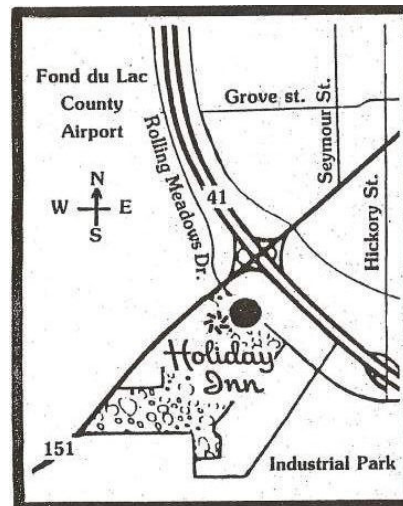 Fond du Lac
County
Airport
N
W E
S
Rolling Meadows Dr.
41
Grove st.
Seymour St.
Hickory St.
Holiday
Inn
151
Industrial Park